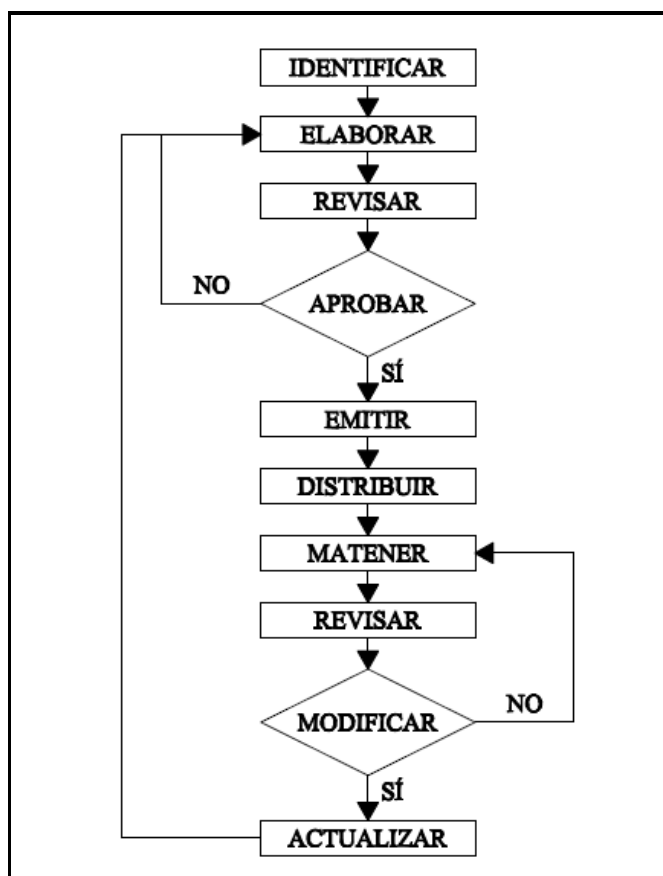 IDENTIFICAR
ELABORAR
REVISAR
NO
APROBAR
SÍ
EMITIR
DISTRIBUIR
MATENER
REVISAR
MODIFICAR
NO
SÍ
ACTUALIZAR